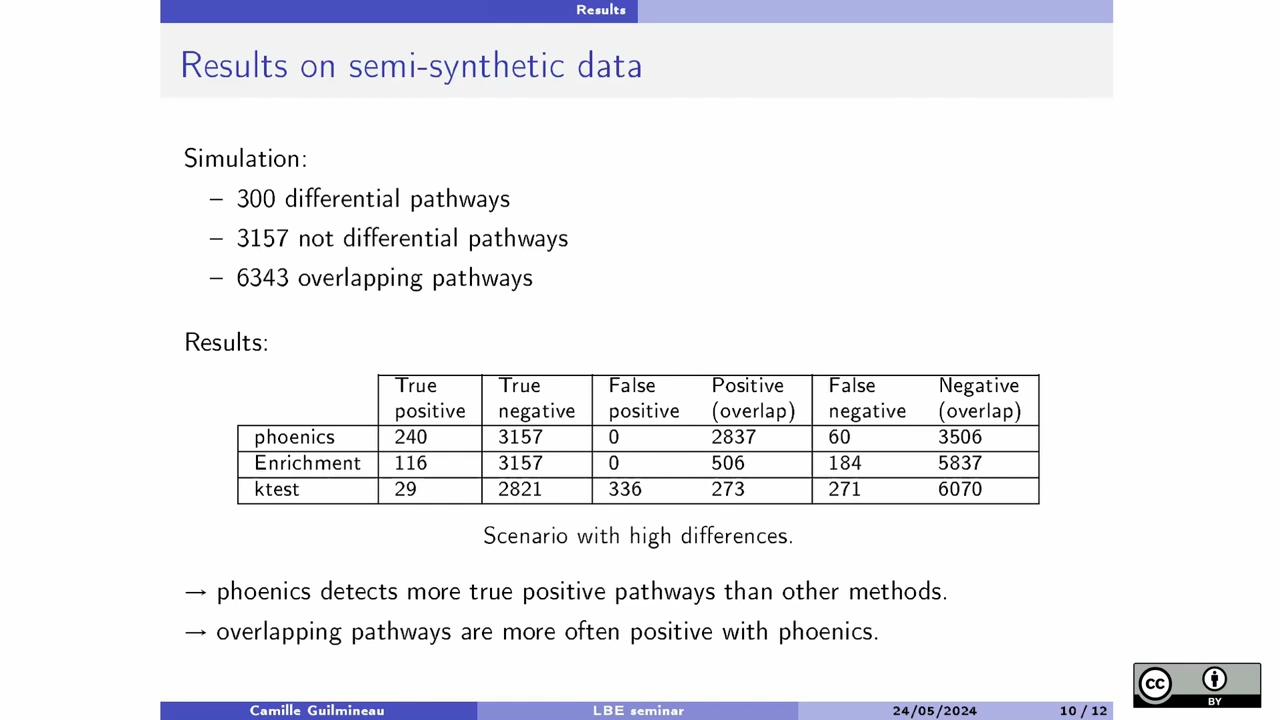 Results
Results on semi-synthetic data
Simulation:
– 300 differential pathways
– 3157 not differential pathways
– 6343 overlapping pathways
Results:
True True False Positive False Negative
positive negative positive (overlap) negative (overlap)
phoenics 240 3157 0 2837 60 3506
Enrichment 116 3157 0 506 184 5837
ktest 29 2821 336 273 271 6070
Scenario with high differences.
→ phoenics detects more true positive pathways than other methods.
→ overlapping pathways are more often positive with phoenics.
cc
BY
Camille Guilmineau LBE seminar 24/05/2024 10 / 12